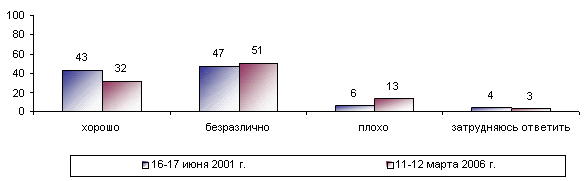 100
80
60
40
20
0
43 32 47 51 6 13 4 3
хорошо безразлично плохо затрудняюсь ответить
16-17 июня 2001 г. 11-12 марта 2006 г.